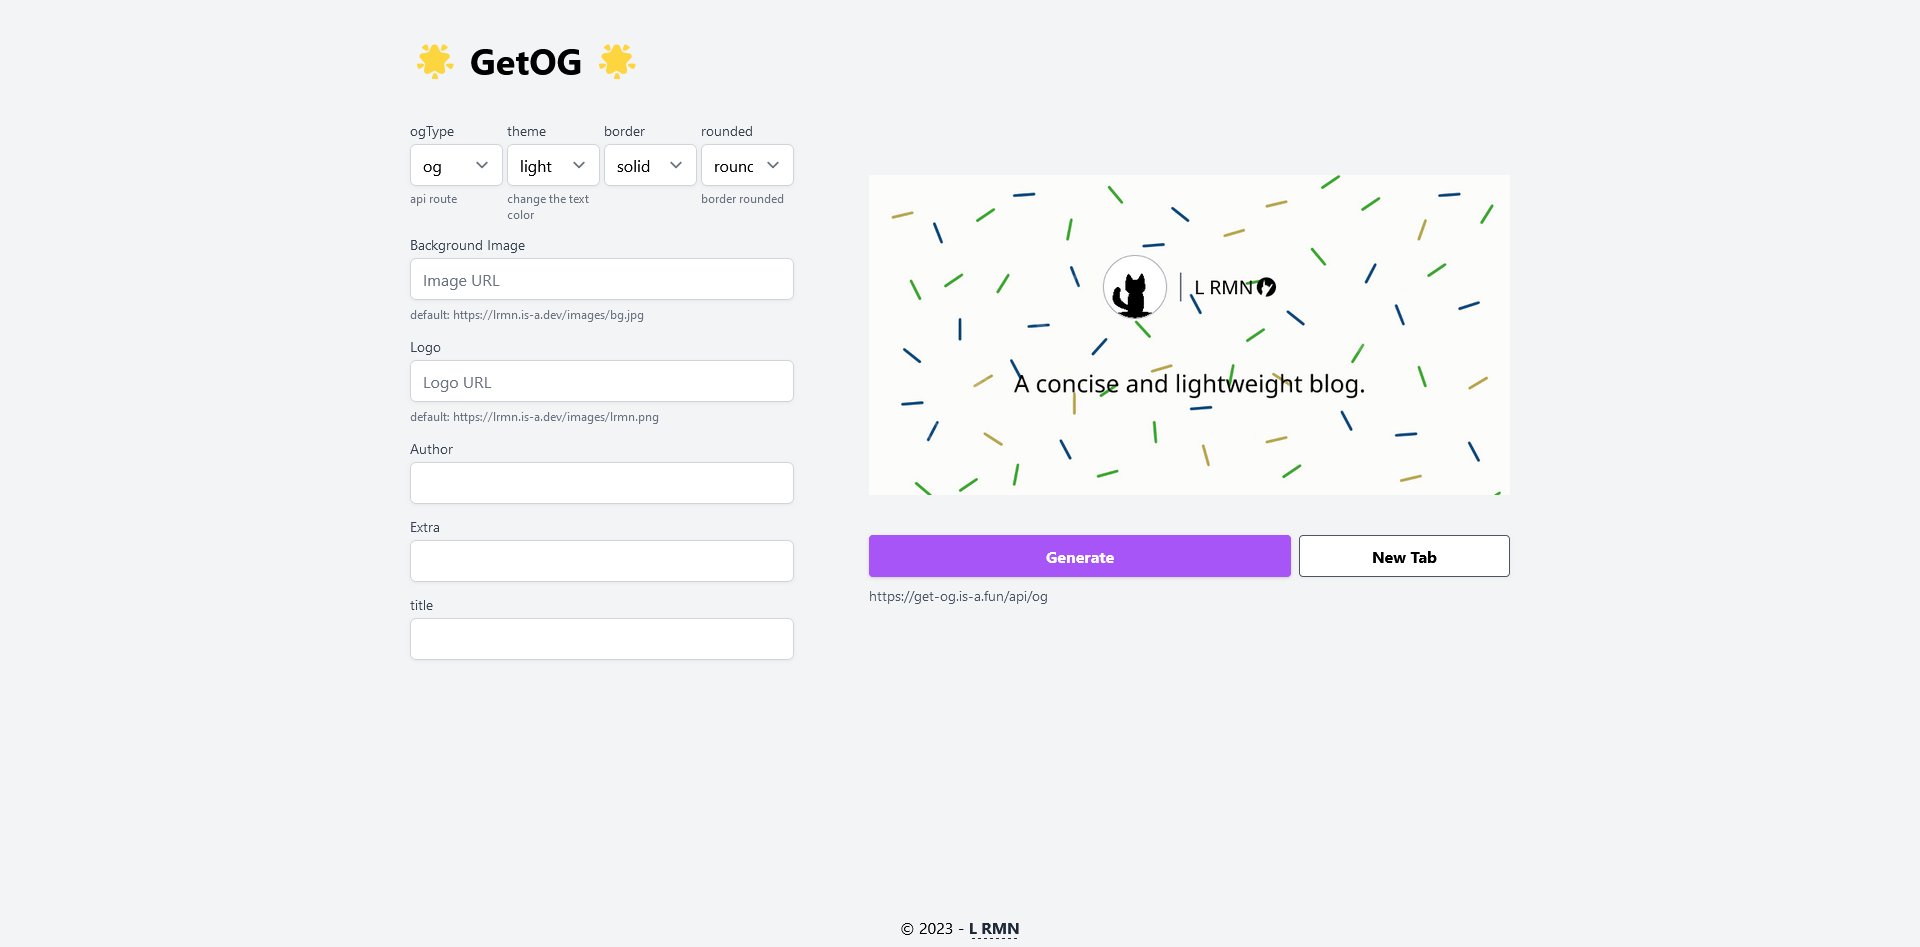 🌟 GetOG 🌟
ogType theme border rounded
og light solid rounc
api route change the text color border rounded
Background Image
Image URL
default: https://lrmn.is-a.dev/images/bg.jpg
Logo
Logo URL
default: https://lrmn.is-a.dev/images/lrmn.png
Author
Extra
title
L RMN
A concise and lightweight blog.
Generate New Tab
https://get-og.is-a.fun/api/og
© 2023 - L RMN